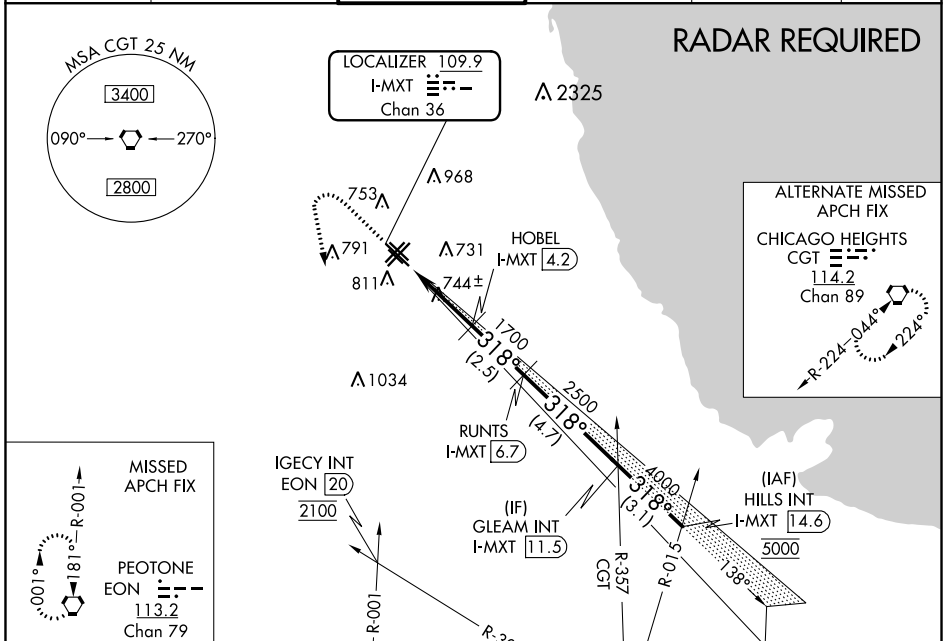 RADAR REQUIRED
MSA CGT 25 NM
3400
090°
270°
2800
LOCALIZER 109.9
I-MXT
Chan 36
2325
968
753
791
731
811
744±
HOBEL
I-MXT 4.2
1034
1700
318°
(2.5)
2500
318°
(4.7)
4000
318°
(3.1)
RUNTS
I-MXT 6.7
(IF)
GLEAM INT
I-MXT 11.5
(IAF)
HILLS INT
I-MXT 14.6
5000
138°
R-357
CGT
R-015
IGECY INT
EON 20
2100
R-001
ALTERNATE MISSED
APCH FIX
CHICAGO HEIGHTS
CGT
114.2
Chan 89
R-224
044°
224°
MISSED
APCH FIX
R-001
181°
001°
PEOTONE
EON
113.2
Chan 79